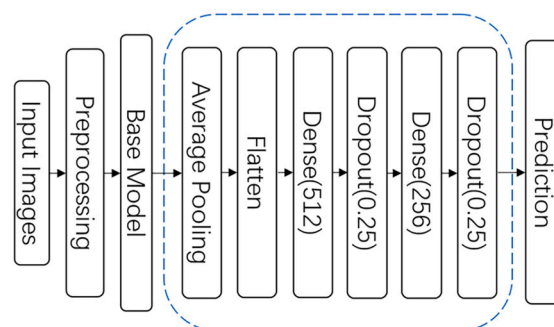 Input Images
Preprocessing
Base Model
Average Pooling
Flatten
Dense(512)
Dropout(0.25)
Dense(256)
Dropout(0.25)
Prediction